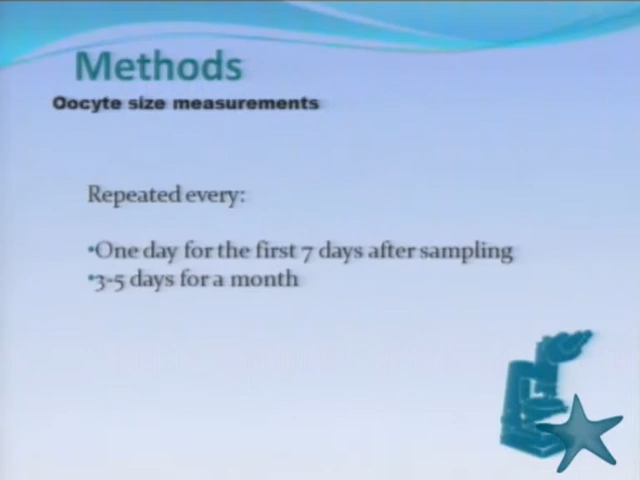 Methods
Oocyte size measurements
Repeated every:
•One day for the first 7 days after sampling
•3-5 days for a month